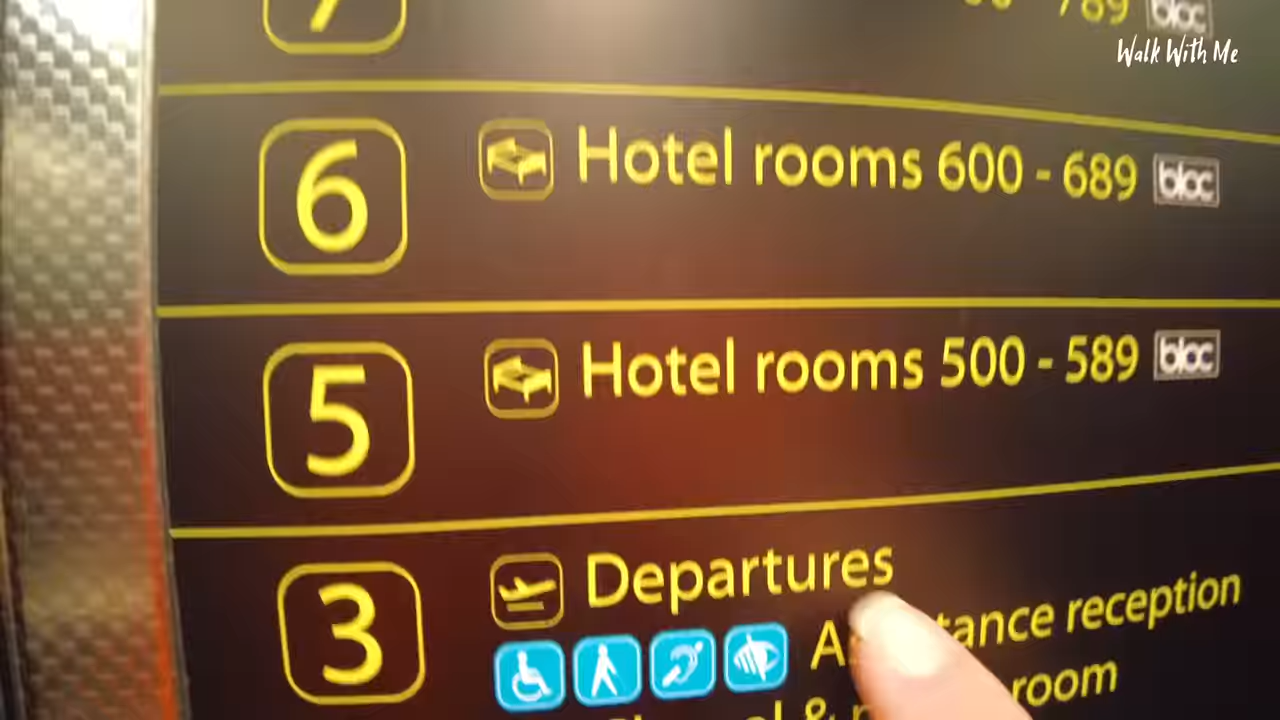 7
789 bloc
Walk With Me
6 Hotel rooms 600 - 689 bloc
5 Hotel rooms 500 - 589 bloc
3 Departures
reception
& room